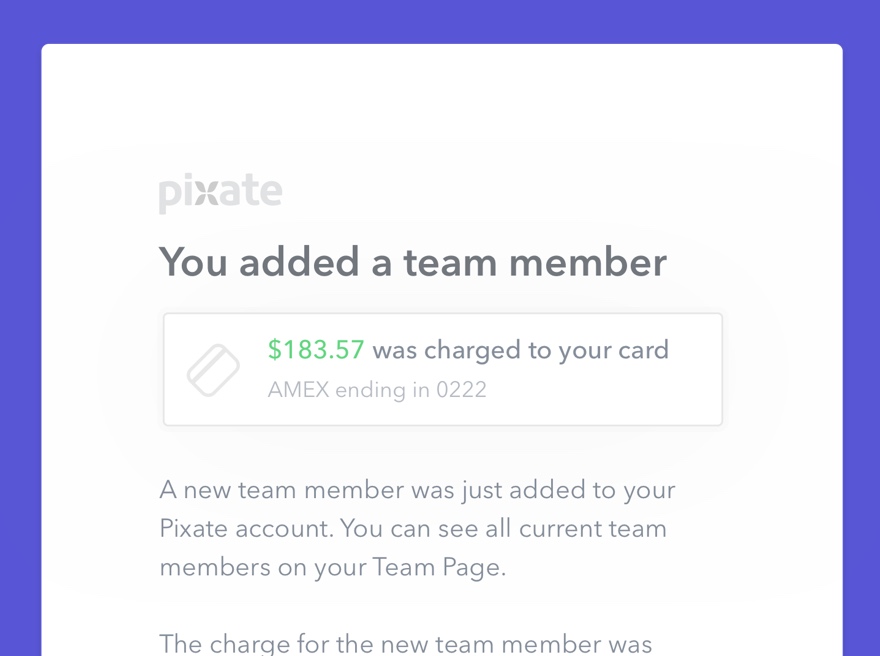 pixate
You added a team member
$183.57 was charged to your card
AMEX ending in 0222
A new team member was just added to your
Pixate account. You can see all current team
members on your Team Page.
The charge for the new team member was